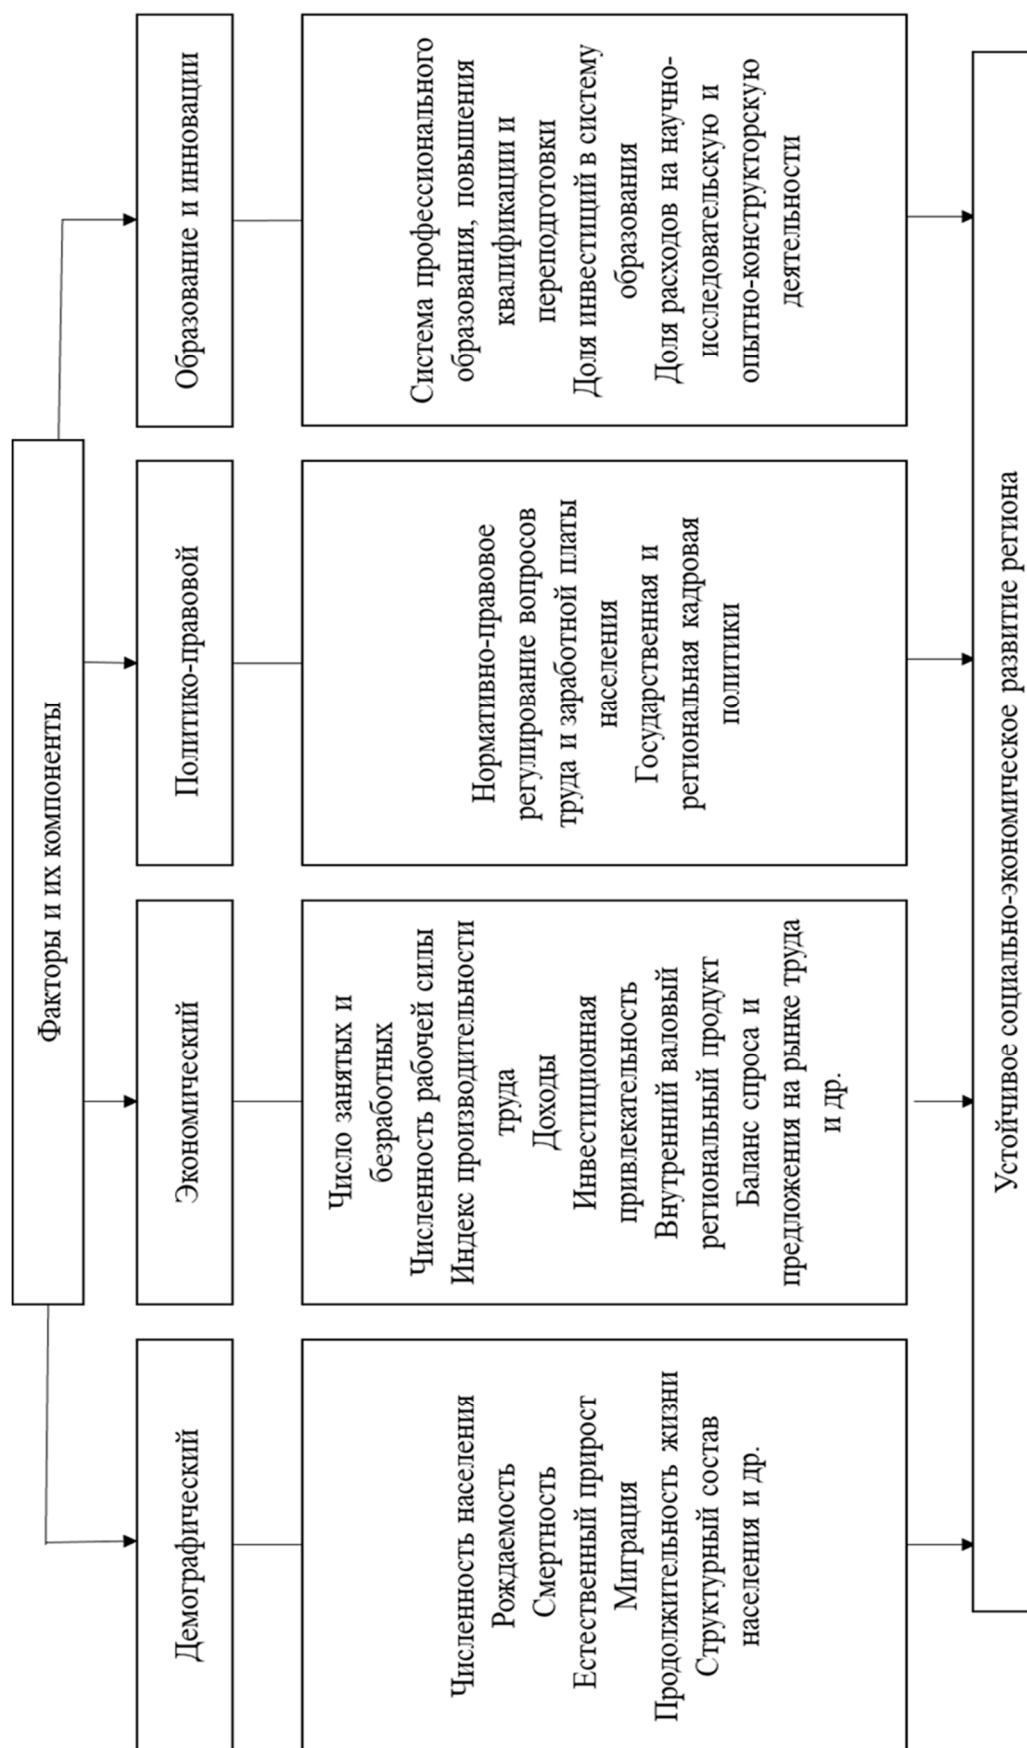 Факторы и их компоненты
Демографический
Экономический
Политико-правовой
Образование и инновации
Численность населения
Рождаемость
Смертность
Естественный прирост
Миграция
Продолжительность жизни
Структурный состав
населения и др.
Число занятых и
безработных
Численность рабочей силы
Индекс производительности
труда
Доходы
Инвестиционная
привлекательность
Внутренний валовый
региональный продукт
Баланс спроса и
предложения на рынке труда
и др.
Нормативно-правовое
регулирование вопросов
труда и заработной платы
населения
Государственная и
региональная кадровая
политики
Система профессионального
образования, повышения
квалификации и
переподготовки
Доля инвестиций в систему
образования
Доля расходов на научно-
исследовательскую и
опытно-конструкторскую
деятельности
Устойчивое социально-экономическое развитие региона